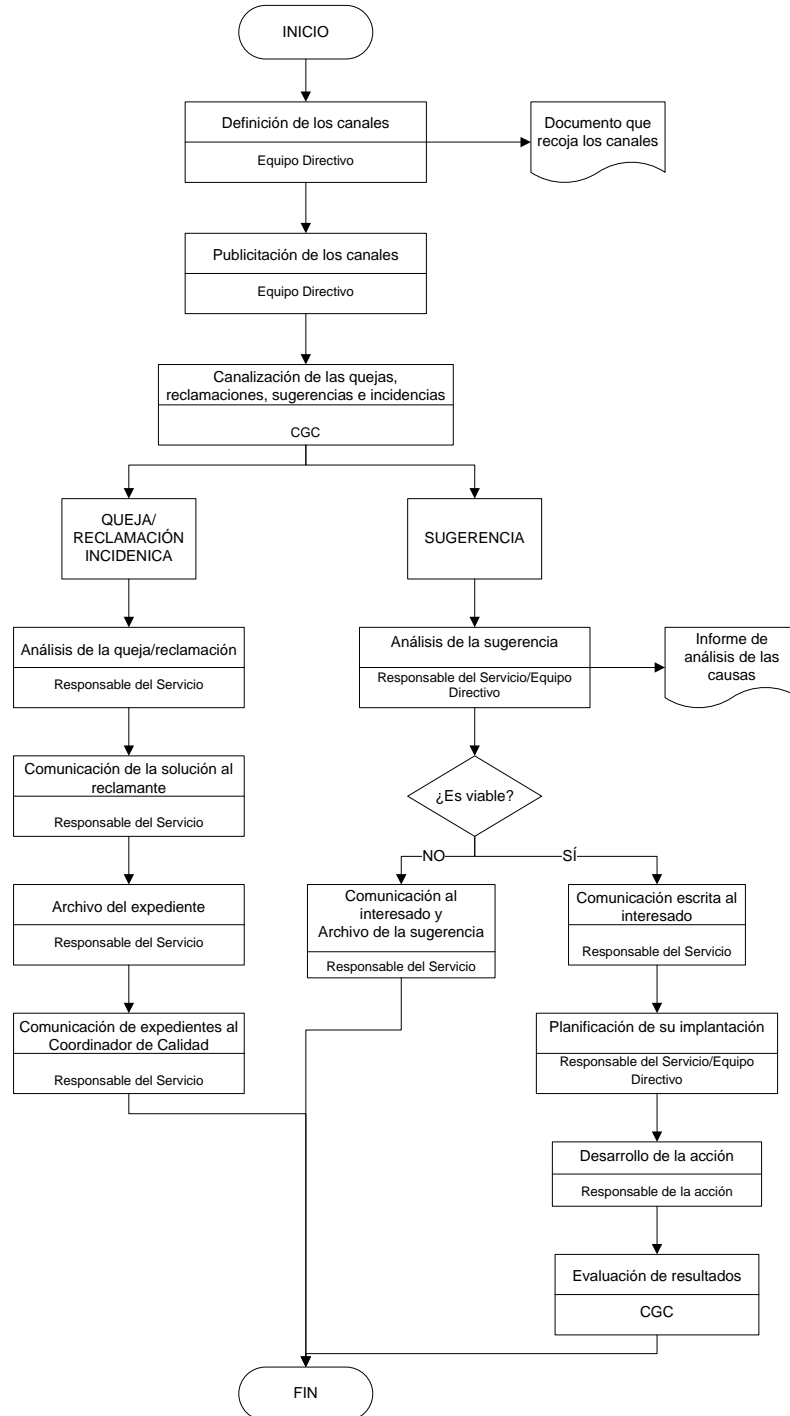 INICIO
Definición de los canales
Equipo Directivo
Documento que
recoja los canales
Publicitación de los canales
Equipo Directivo
Canalización de las quejas,
reclamaciones, sugerencias e incidencias
CGC
QUEJA/
RECLAMACIÓN
INCIDENICA
SUGERENCIA
Análisis de la queja/reclamación
Responsable del Servicio
Análisis de la sugerencia
Responsable del Servicio/Equipo
Directivo
Informe de
análisis de las
causas
Comunicación de la solución al
reclamante
Responsable del Servicio
¿Es viable?
NO
SÍ
Archivo del expediente
Responsable del Servicio
Comunicación al
interesado y
Archivo de la sugerencia
Responsable del Servicio
Comunicación escrita al
interesado
Responsable del Servicio
Comunicación de expedientes al
Coordinador de Calidad
Responsable del Servicio
Planificación de su implantación
Responsable del Servicio/Equipo
Directivo
Desarrollo de la acción
Responsable de la acción
Evaluación de resultados
CGC
FIN